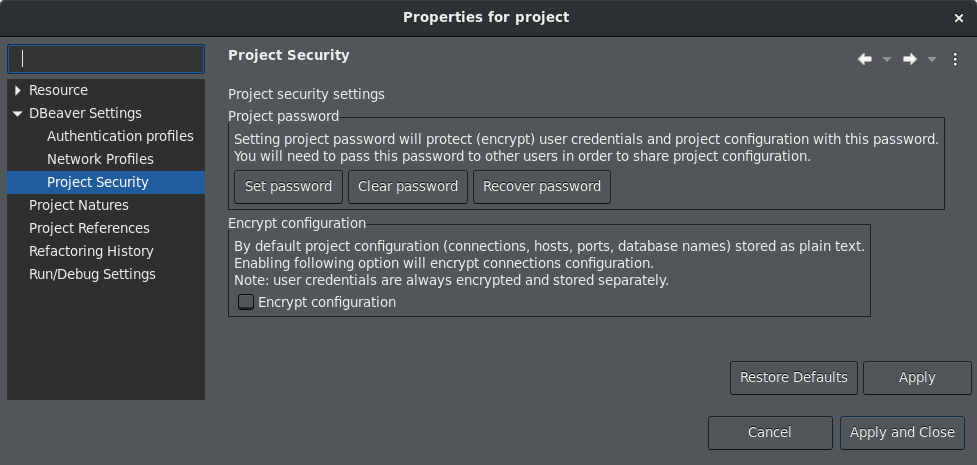 Properties for project
Project Security
Resource
DBeaver Settings
Authentication profiles
Network Profiles
Project Security
Project Natures
Project References
Refactoring History
Run/Debug Settings
Project security settings
Project password
Setting project password will protect (encrypt) user credentials and project configuration with this password.
You will need to pass this password to other users in order to share project configuration.
Set password
Clear password
Recover password
Encrypt configuration
By default project configuration (connections, hosts, ports, database names) stored as plain text.
Enabling following option will encrypt connections configuration.
Note: user credentials are always encrypted and stored separately.
Encrypt configuration
Restore Defaults
Apply
Cancel
Apply and Close